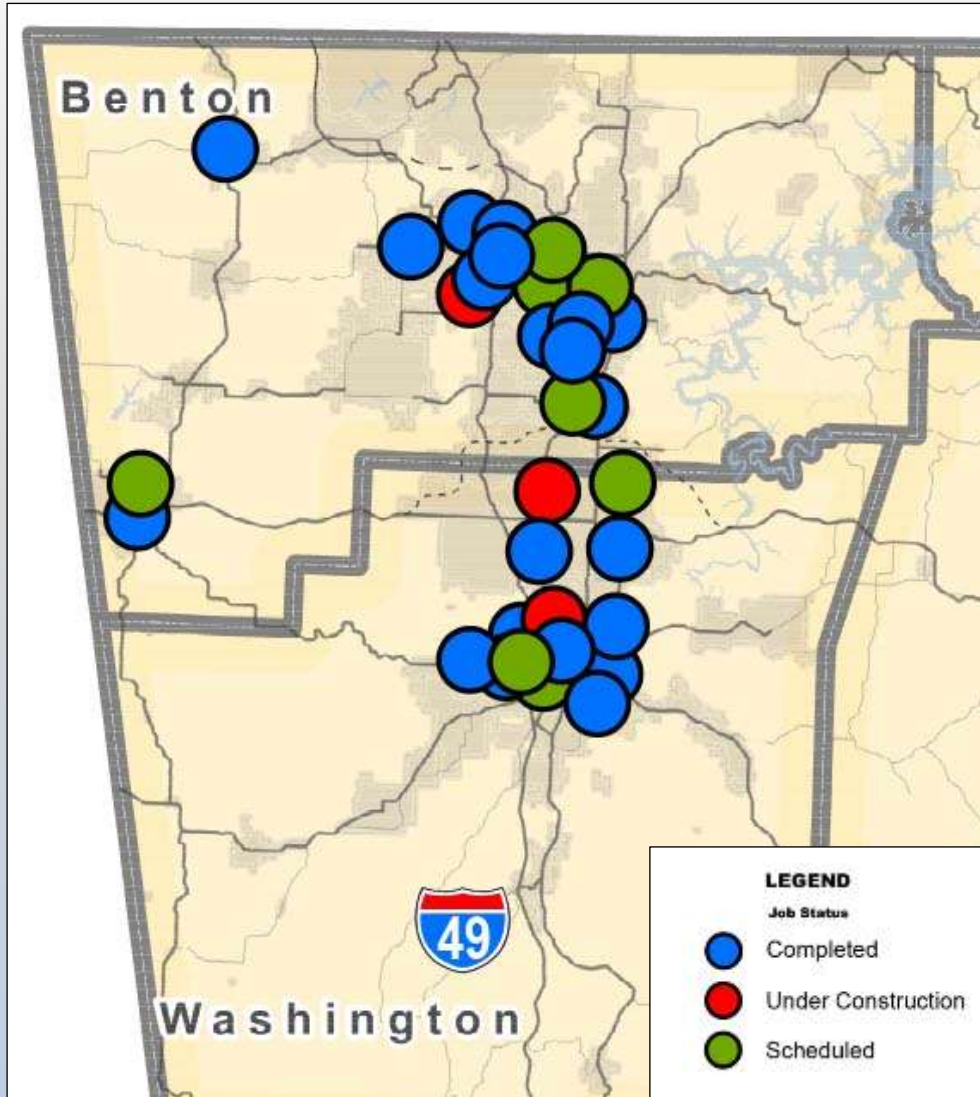 Benton
49
Washington
LEGEND
Job Status
Completed
Under Construction
Scheduled